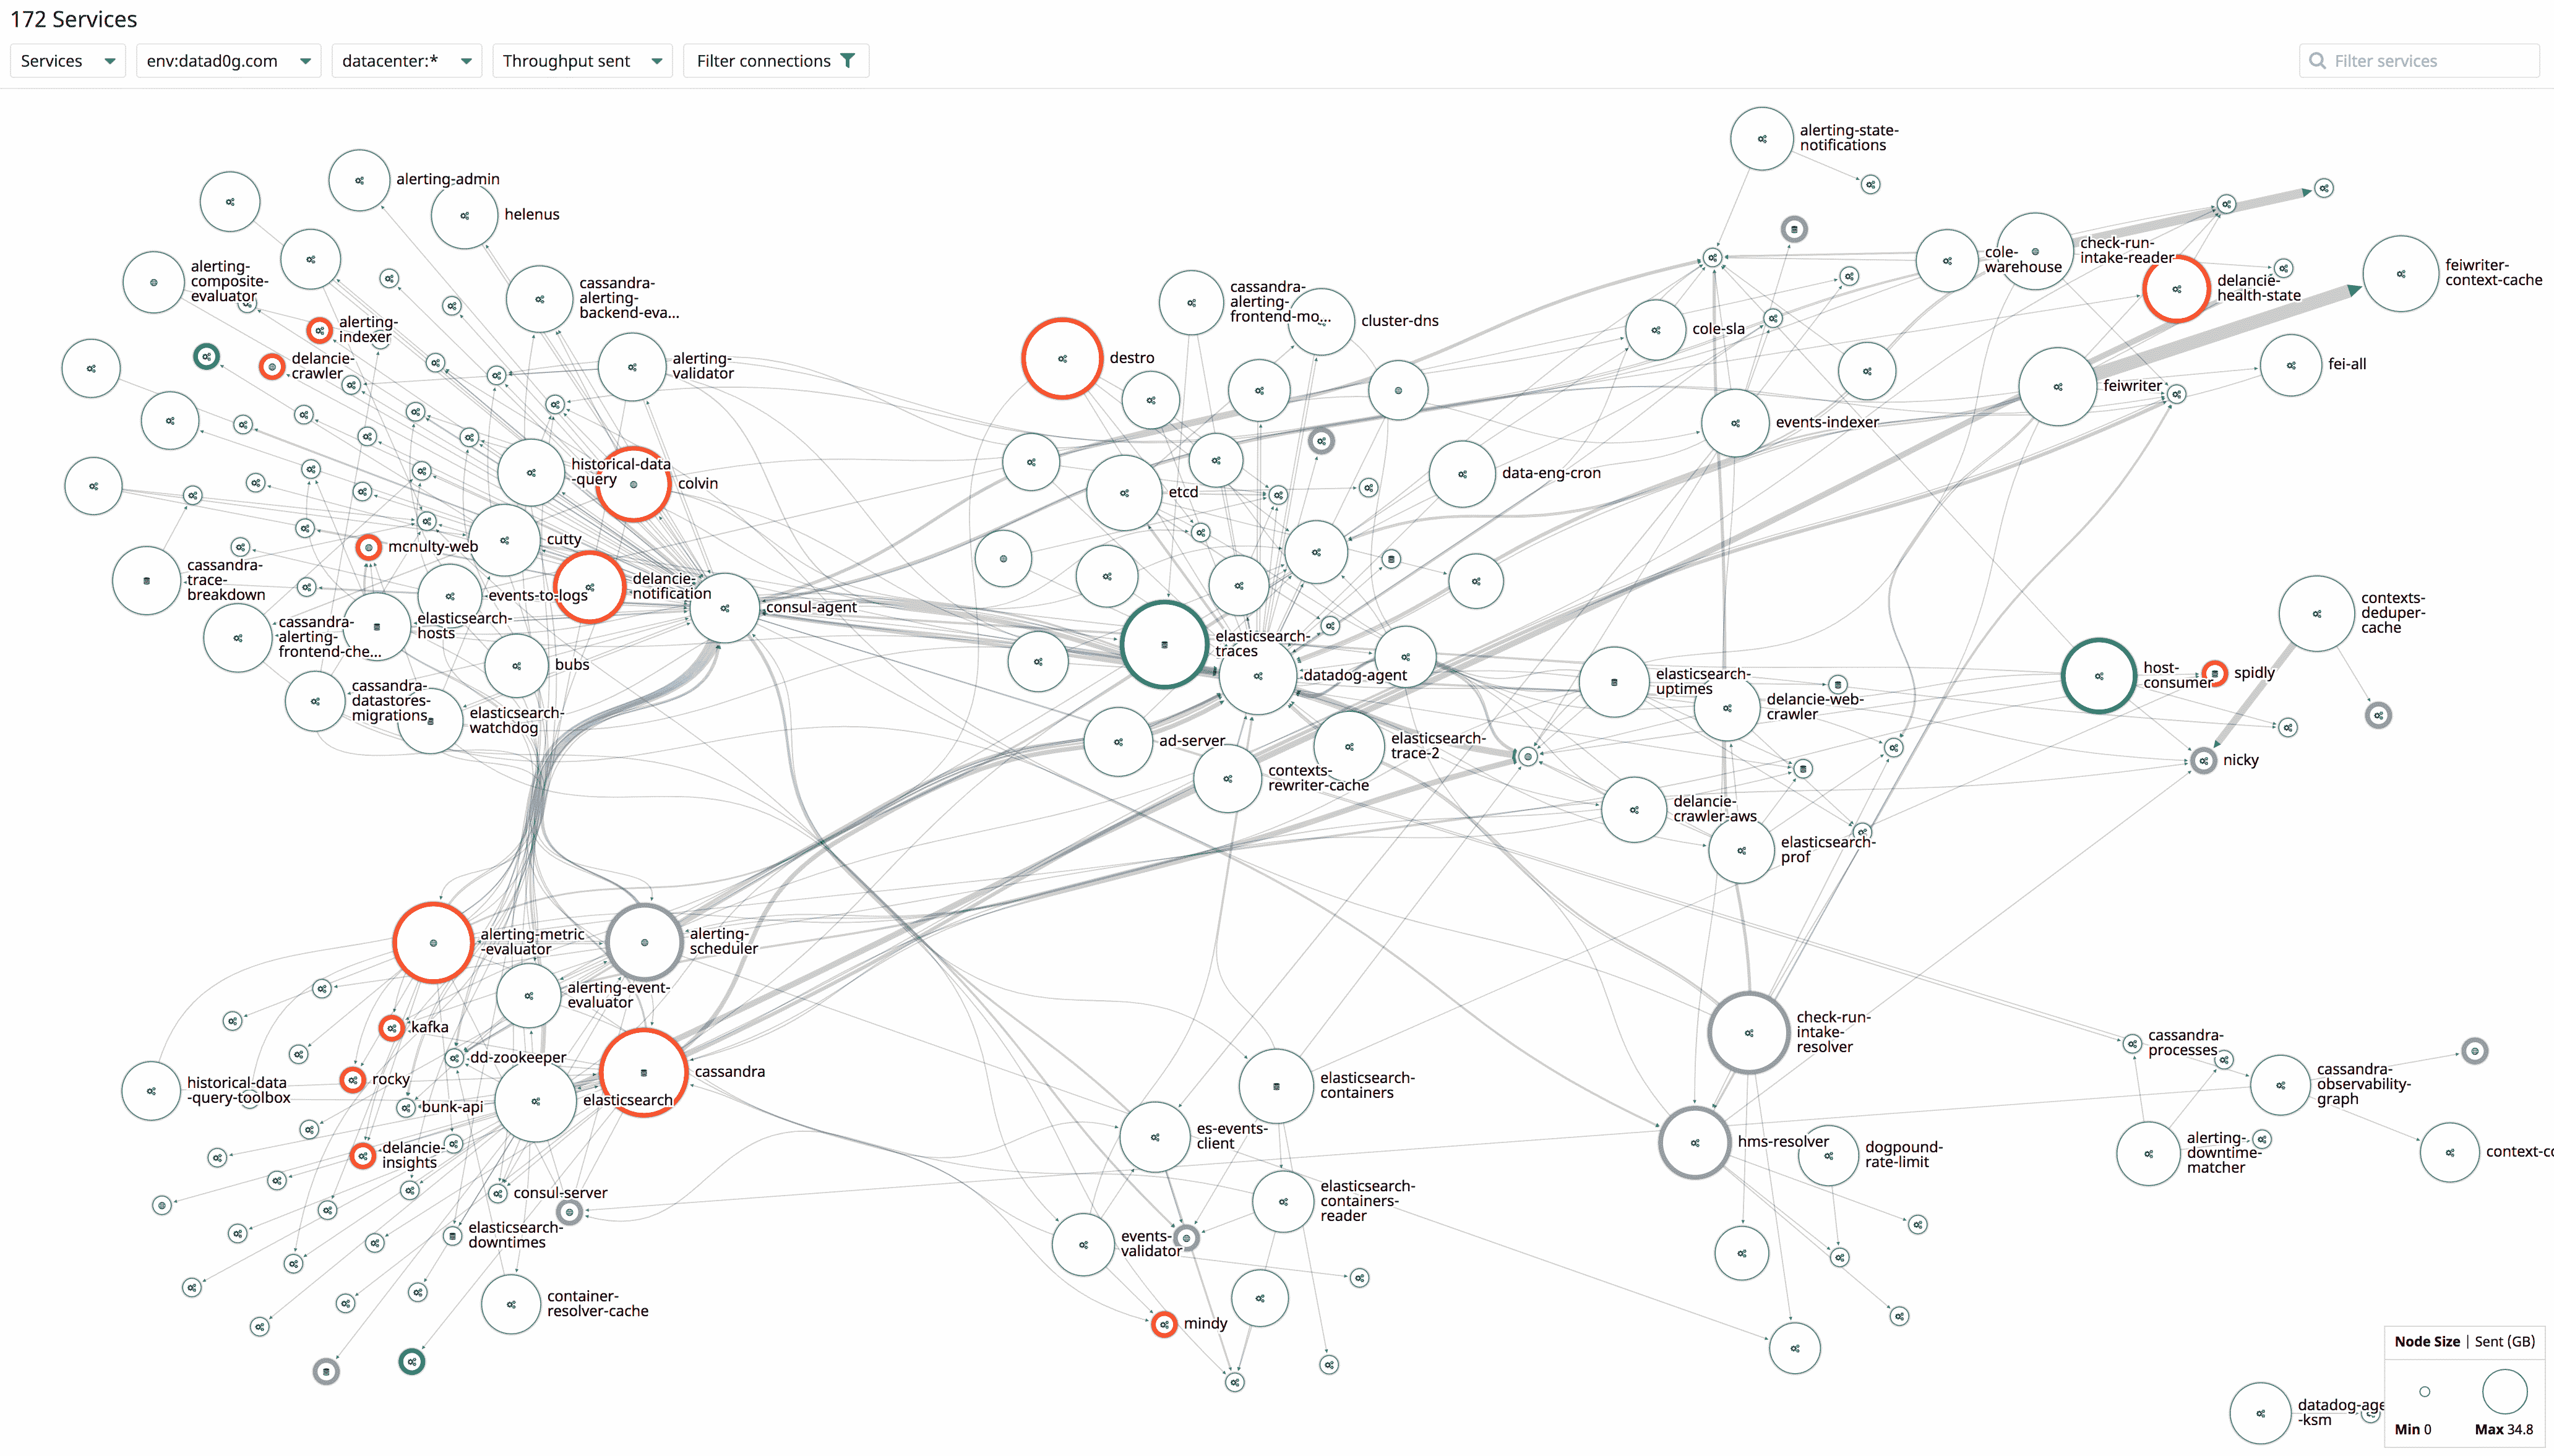 172 Services
Services
env:datad0g.com
datacenter:*
Throughput sent
Filter connections
Filter services
alerting-state-
notifications
alerting-admin
helenus
alerting-
composite-
evaluator
cassandra-
alerting-
backend-eva...
alerting-
indexer
delancie-
crawler
alerting-
validator
cassandra-
alerting-
frontend-mo...
cluster-dns
destro
cole-sla
cole-
warehouse
check-run-
intake-reader
delancie-
health-state
feiwriter-
context-cache
fei-all
feiwriter
events-indexer
historical-data
-query
colvin
etcd
data-eng-cron
cutty
mcnulty-web
cassandra-
trace-
breakdown
events-to-logs
delancie-
notification
consul-agent
elasticsearch-
hosts
cassandra-
alerting-
frontend-che...
bubs
cassandra-
datastores-
migrations
elasticsearch-
watchdog
elasticsearch-
traces
datadog-agent
ad-server
elasticsearch-
trace-2
contexts-
rewriter-cache
elasticsearch-
uptimes
delancie-web-
crawler
host-
consumer
spidly
contexts-
deduper-
cache
nicky
delancie-
crawler-aws
elasticsearch-
prof
alerting-metric
-evaluator
alerting-
scheduler
alerting-event-
evaluator
kafka
dd-zookeeper
rocky
cassandra
historical-data
-query-toolbox
bunk-api
elasticsearch
delancie-
insights
consul-server
elasticsearch-
downtimes
container-
resolver-cache
elasticsearch-
containers
es-events-
client
elasticsearch-
containers-
reader
events-
validator
mindy
check-run-
intake-
resolver
hms-resolver
dogpound-
rate-limit
cassandra-
processes
cassandra-
observability-
graph
alerting-
downtime-
matcher
context-co
datadog-age
-ksm
Node Size | Sent (GB)
Min 0
Max 34.8